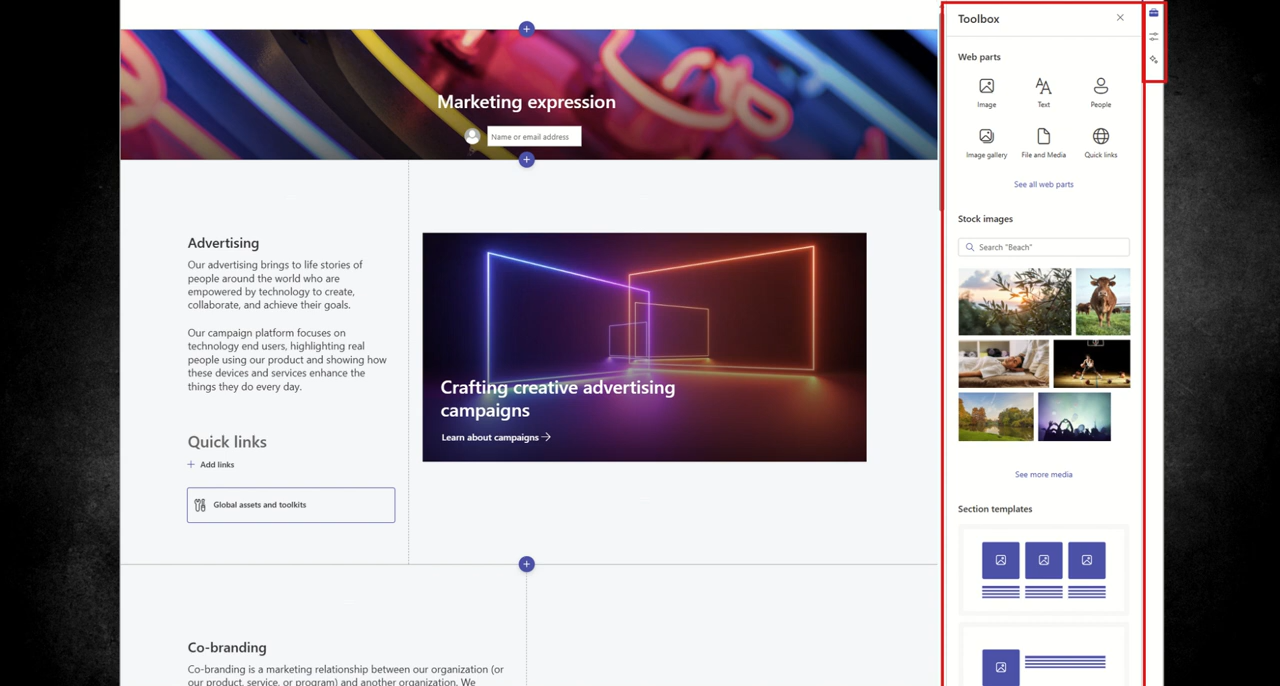 Marketing expression
Name or email address
Advertising
Our advertising brings to life stories of
people around the world who are
empowered by technology to create,
collaborate, and achieve their goals.
Our campaign platform focuses on
technology end users, highlighting real
people using our product and showing how
these devices and services enhance the
things they do every day.
Quick links
Add links
Global assets and toolkits
Crafting creative advertising
campaigns
Learn about campaigns
Co-branding
Co-branding is a marketing relationship between our organization (or
our product, service, or program) and another organization. We
Toolbox
Web parts
Image
Text
People
Image gallery
File and Media
Quick links
See all web parts
Stock images
Search "Beach"
See more media
Section templates